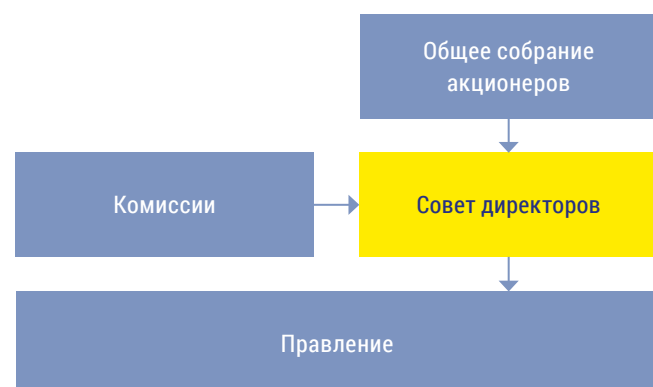 Общее собрание
акционеров
Комиссии
Совет директоров
Правление